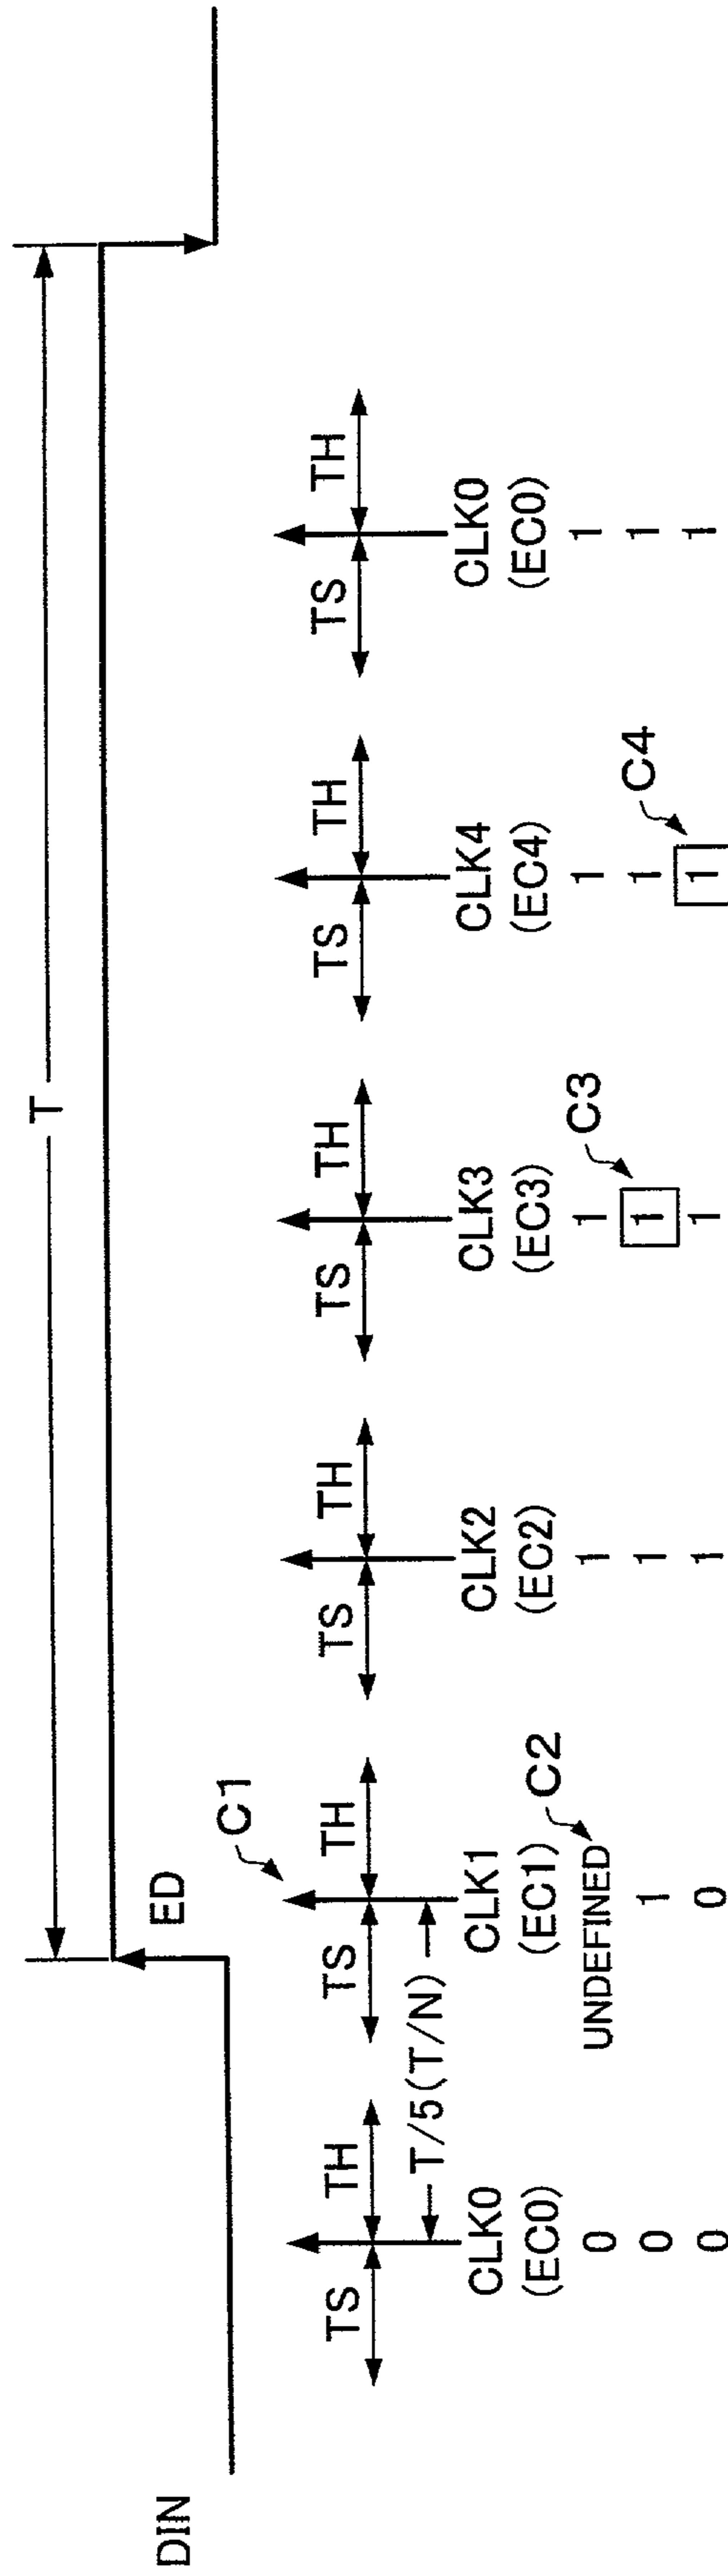 T
DIN
ED
C1
TS TH TS TH TS TH TS TH TS TH TS TH
T/5(T/N)
CLK0 CLK1 CLK2 CLK3 CLK4 CLK0
(EC0) (EC1) (EC2) (EC3) (EC4) (EC0)
C2 C3 C4
0 UNDEFINED 1 1 1 1
0 1 1 1 1 1
0 0 1 1 1 1